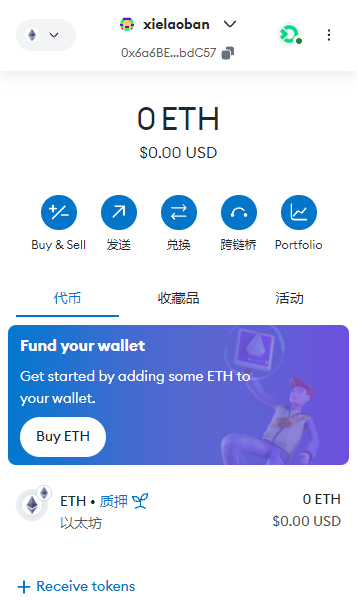 xielaoban
0x6a6BE...bdC57
0 ETH
$0.00 USD
Buy & Sell
发送
兑换
跨链桥
Portfolio
代币
收藏品
活动
Fund your wallet
Get started by adding some ETH to
your wallet.
Buy ETH
ETH • 质押
0 ETH
以太坊
$0.00 USD
+ Receive tokens